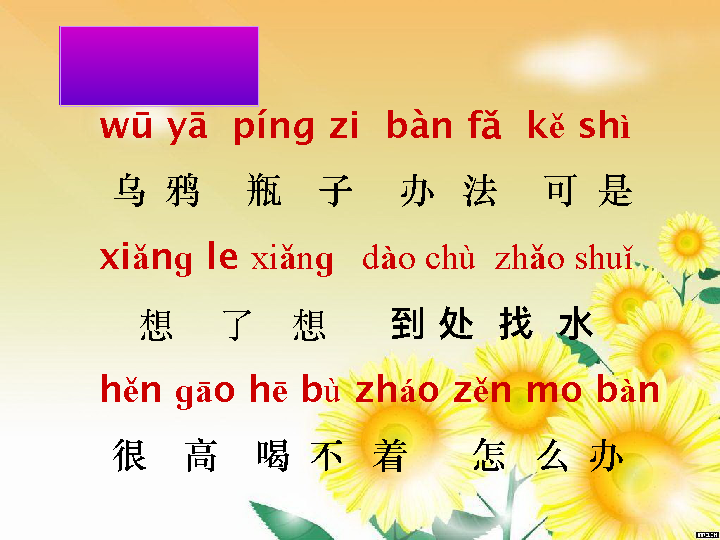 wū yā píng zi bàn fǎ kě shì
乌 鸦 瓶 子 办 法 可 是
xiǎng le xiǎng dào chù zhǎo shuǐ
想 了 想 到 处 找 水
hěn gāo hē bù zháo zěn mo bàn
很 高 喝 不 着 怎 么 办